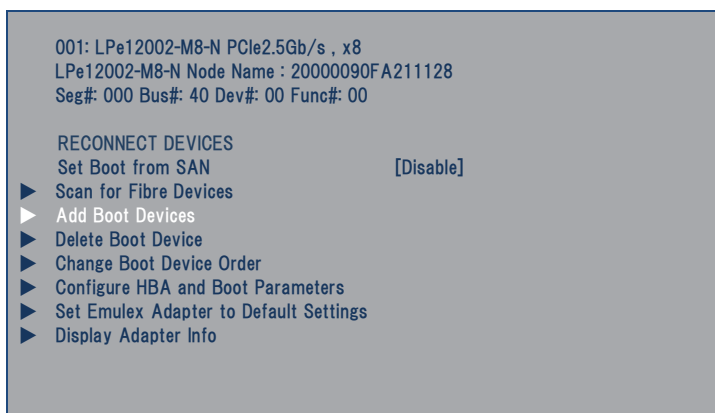 001: LPe12002-M8-N PCIe2.5Gb/s , x8
LPe12002-M8-N Node Name : 20000090FA211128
Seg#: 000 Bus#: 40 Dev#: 00 Func#: 00
RECONNECT DEVICES
Set Boot from SAN [Disable]
Scan for Fibre Devices
Add Boot Devices
Delete Boot Device
Change Boot Device Order
Configure HBA and Boot Parameters
Set Emulex Adapter to Default Settings
Display Adapter Info